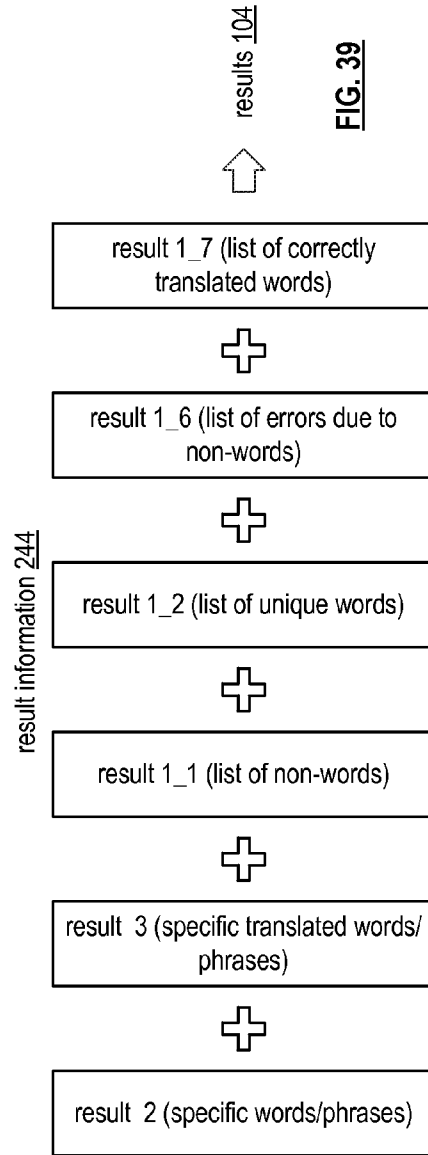 result information 244
result 2 (specific words/phrases)
result 3 (specific translated words/
phrases)
result 1_1 (list of non-words)
result 1_2 (list of unique words)
result 1_6 (list of errors due to
non-words)
result 1_7 (list of correctly
translated words)
results 104
FIG. 39